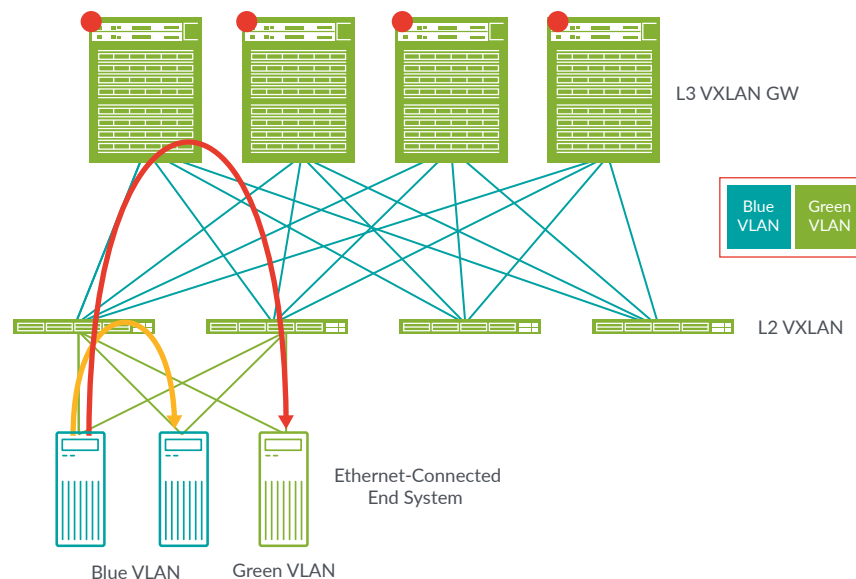 L3 VXLAN GW
Blue
VLAN
Green
VLAN
L2 VXLAN
Ethernet-Connected
End System
Blue VLAN
Green VLAN